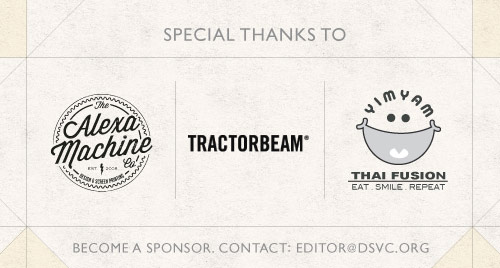 SPECIAL THANKS TO
The
Alexa
Machine
Co!
EST. 2006
DESIGN & SCREEN PRINTING
TRACTORBEAM®
YIMYAM
THAI FUSION
EAT . SMILE . REPEAT
BECOME A SPONSOR. CONTACT: EDITOR@DSVC.ORG